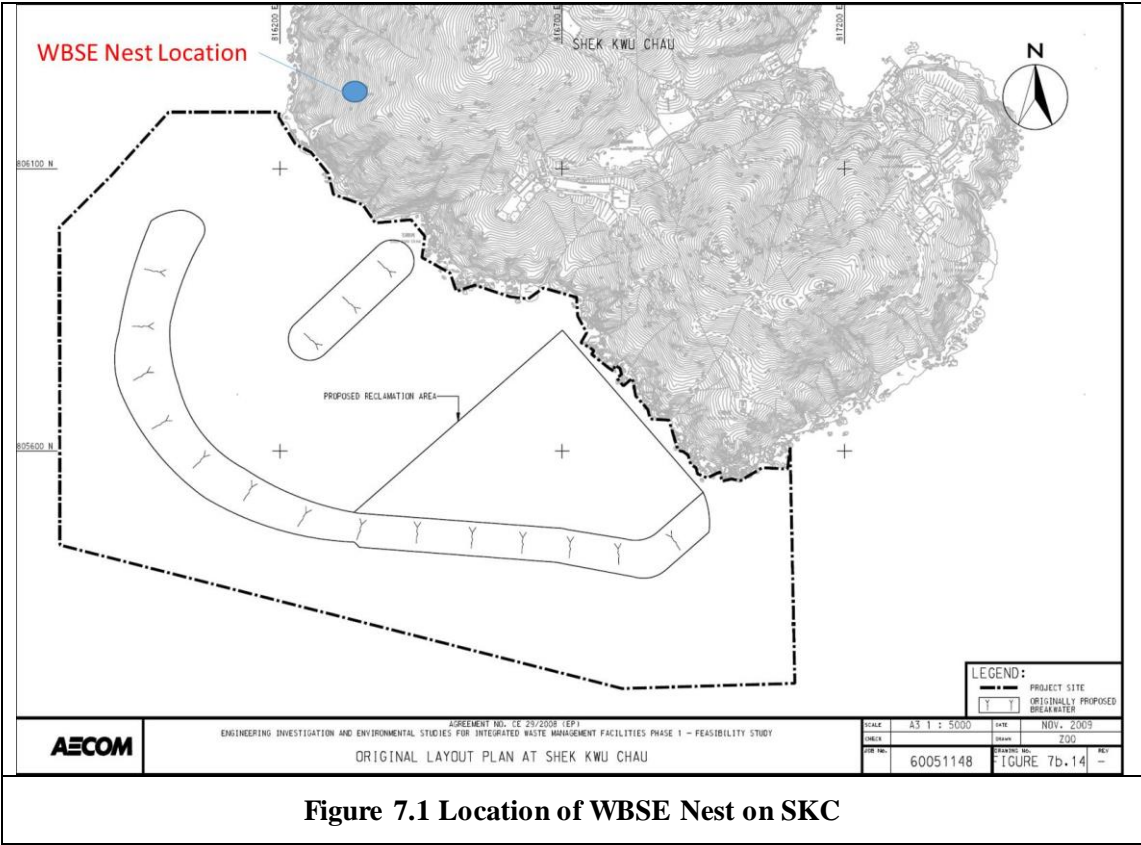 816200 E
816700 E
817200 E
SHEK KWU CHAU
WBSE Nest Location
N
806100 N
PROPOSED RECLAMATION AREA
805600 N
LEGEND:
PROJECT SITE
ORIGINALLY PROPOSED
BREAKWATER
AECOM
AGREEMENT NO. CE 29/2008 (EP)
ENGINEERING INVESTIGATION AND ENVIRONMENTAL STUDIES FOR INTEGRATED WASTE MANAGEMENT FACILITIES PHASE 1 – FEASIBILITY STUDY
ORIGINAL LAYOUT PLAN AT SHEK KWU CHAU
SCALE A3 1 : 5000 DATE NOV. 2009
CHECK DRAWN ZOO
JOB No. 60051148 DRAWING No. FIGURE 7b.14 REV –
Figure 7.1 Location of WBSE Nest on SKC